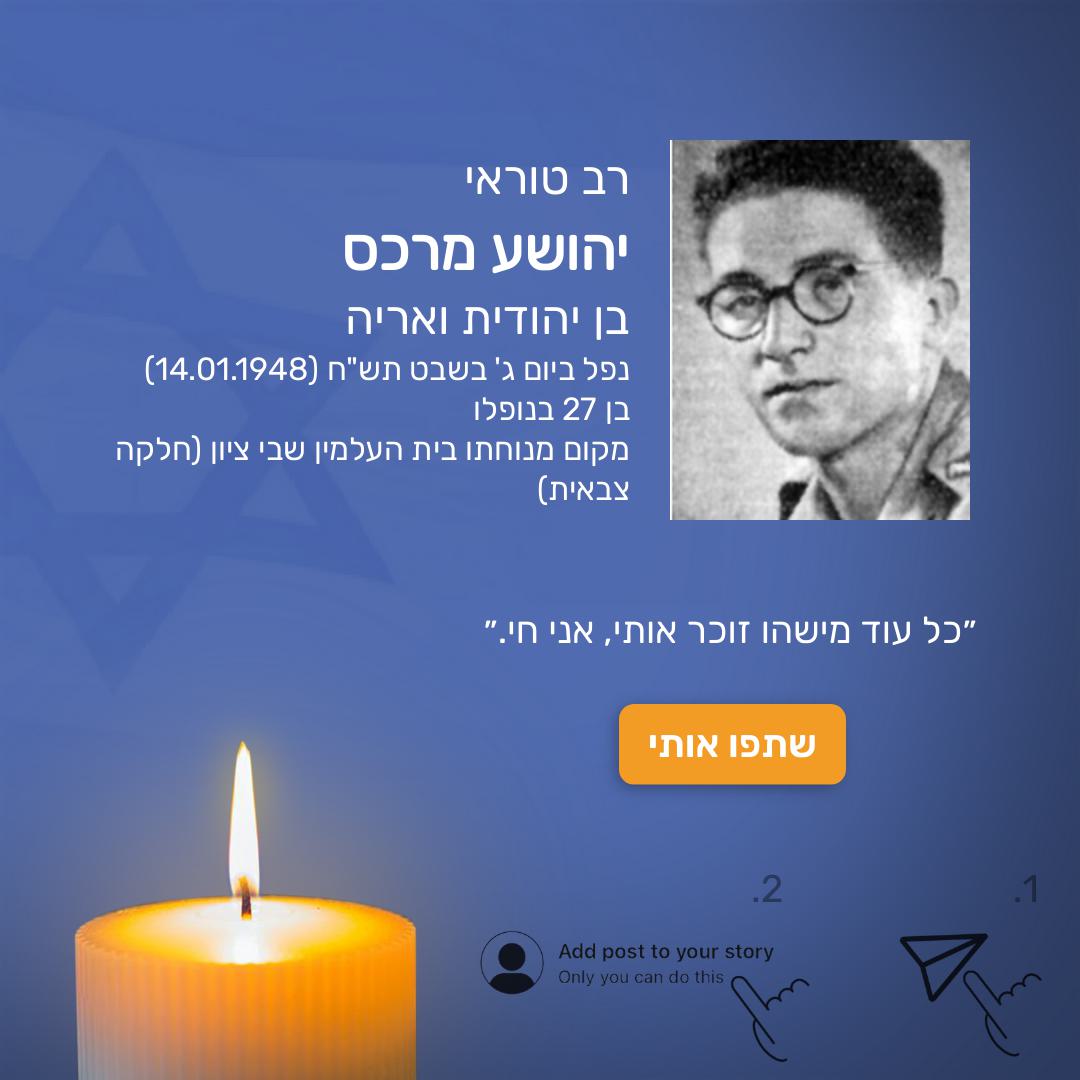 רב טוראי
יהושע מרכס
בן יהודית ואריה
נפל ביום ג' בשבט תש"ח (14.01.1948)
בן 27 בנופלו
מקום מנוחתו בית העלמין שבי ציון (חלקה
צבאית)
״כל עוד מישהו זוכר אותי, אני חי.״
שתפו אותי
.1
.2
Add post to your story
Only you can do this